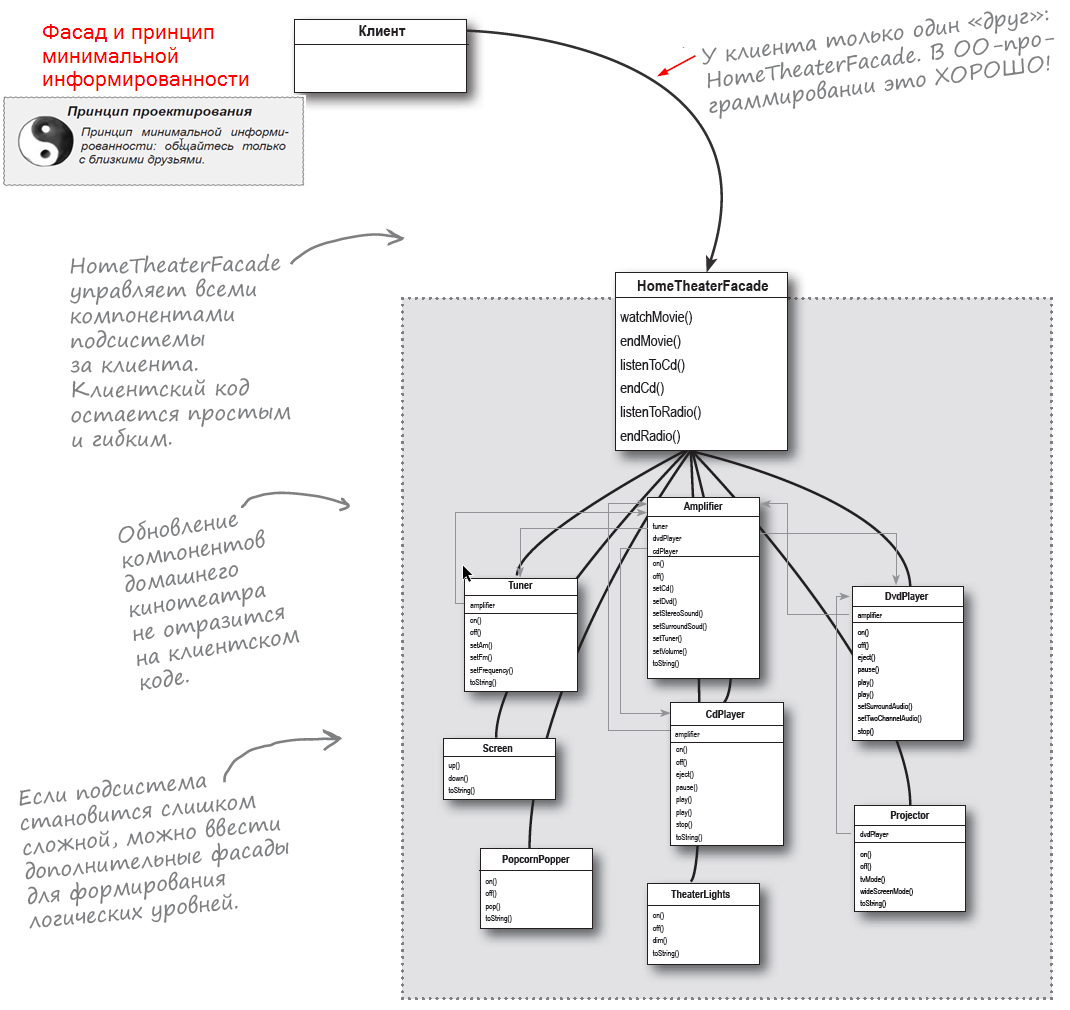 Фасад и принцип
минимальной
информированности
Принцип проектирования
Принцип минимальной информи-
рованности: общайтесь только
с близкими друзьями.
Клиент
У клиента только один «друг»:
HomeTheaterFacade. В ОО-про-
граммировании это ХОРОШО!
HomeTheaterFacade
управляет всеми
компонентами
подсистемы
за клиента.
Клиентский код
остается простым
и гибким.
HomeTheaterFacade
watchMovie()
endMovie()
listenToCd()
endCd()
listenToRadio()
endRadio()
Обновление
компонентов
домашнего
кинотеатра
не отразится
на клиентском
коде.
Amplifier
tuner
dvdPlayer
cdPlayer
on()
off()
setCd()
setDvd()
setStereoSound()
setSurroundSoud()
setTuner()
setVolume()
toString()
Tuner
amplifier
on()
off()
setAm()
setFm()
setFrequency()
toString()
DvdPlayer
amplifier
on()
off()
eject()
pause()
play()
play()
setSurroundAudio()
setTwoChannelAudio()
stop()
Screen
up()
down()
toString()
CdPlayer
amplifier
on()
off()
eject()
pause()
play()
play()
stop()
toString()
Если подсистема
становится слишком
сложной, можно ввести
дополнительные фасады
для формирования
логических уровней.
PopcornPopper
on()
off()
pop()
toString()
TheaterLights
on()
off()
dim()
toString()
Projector
dvdPlayer
on()
off()
tvMode()
wideScreenMode()
toString()